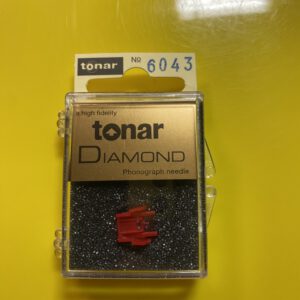 tonar No 6043
a high fidelity
tonar
DIAMOND
Phonograph needle